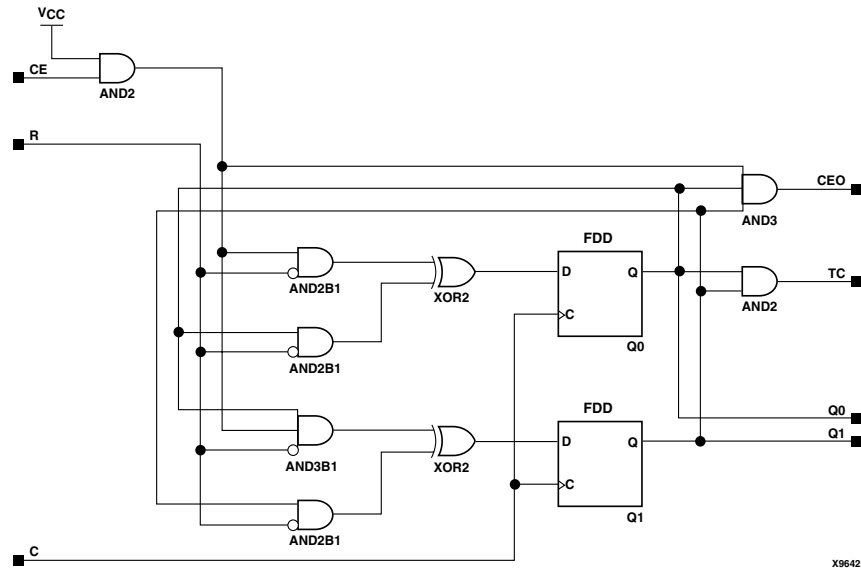 VCC
CE
AND2
R
CEO
AND3
FDD
D
Q
AND2B1
XOR2
TC
AND2
C
AND2B1
Q0
FDD
Q0
Q1
D
Q
AND3B1
XOR2
C
Q1
AND2B1
C
X9642